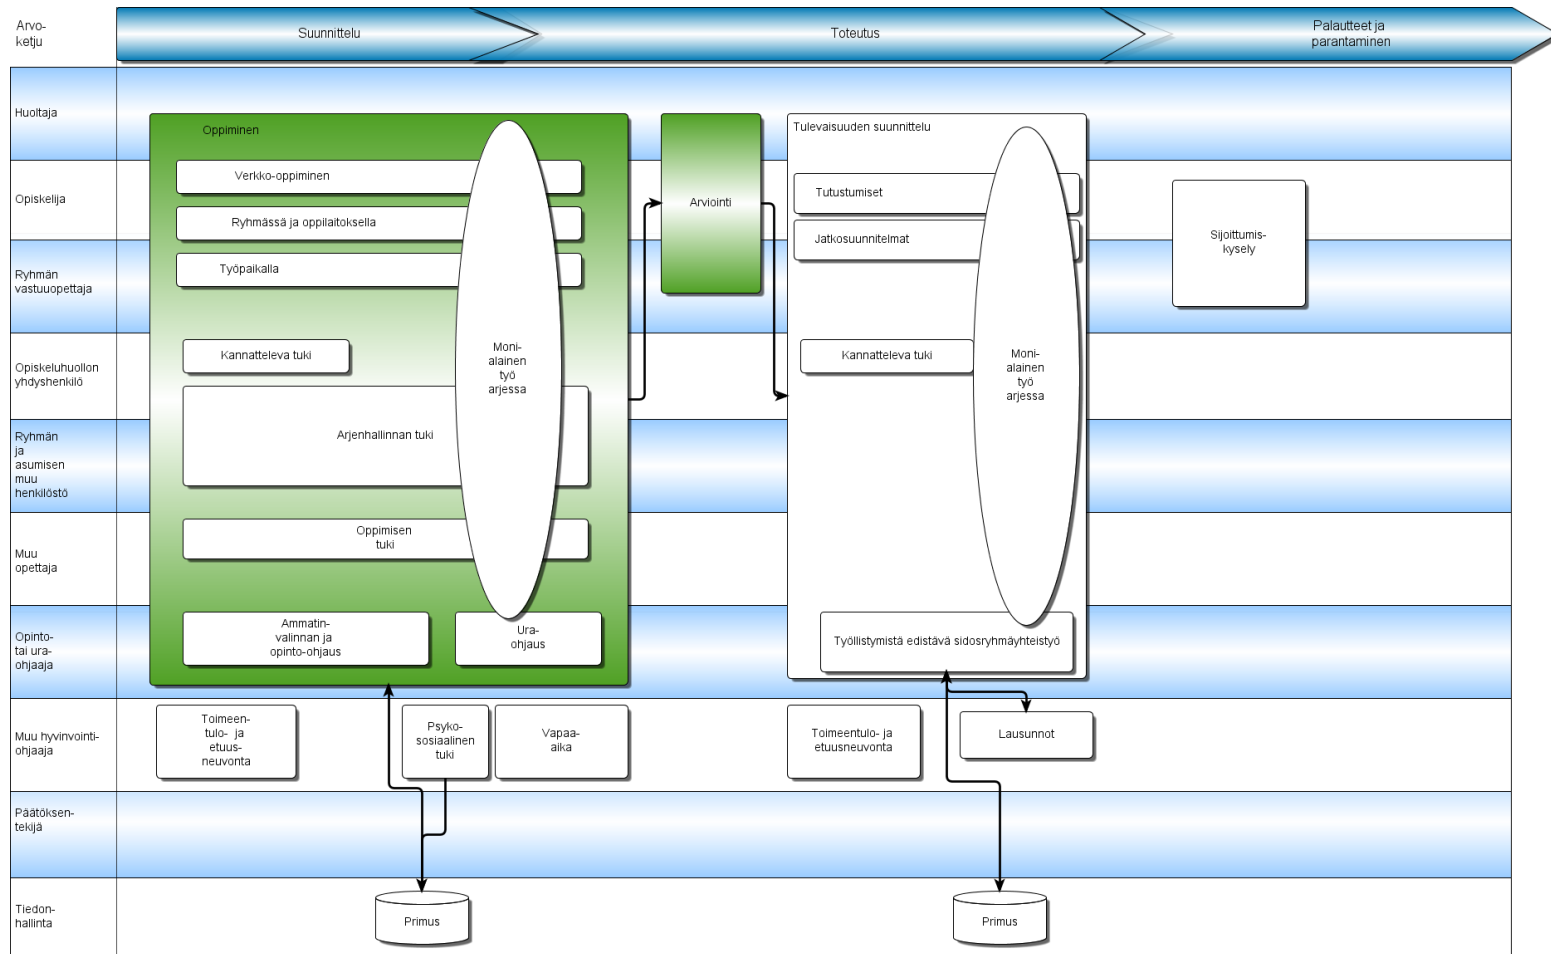 Arvo-
ketju
Suunnittelu
Toteutus
Palautteet ja
parantaminen
Huoltaja
Oppiminen
Tulevaisuuden suunnittelu
Opiskelija
Verkko-oppiminen
Ryhmässä ja oppilaitoksella
Arviointi
Tutustumiset
Jatkosuunnitelmat
Sijoittumis-
kysely
Ryhmän
vastuuopettaja
Työpaikalla
Opiskeluhuollon
yhdyshenkilö
Kannatteleva tuki
Moni-
alainen
työ
arjessa
Kannatteleva tuki
Moni-
alainen
työ
arjessa
Ryhmän
ja
asumisen
muu
henkilöstö
Arjenhallinnan tuki
Muu
opettaja
Oppimisen
tuki
Opinto-
tai ura-
ohjaaja
Ammatin-
valinnan ja
opinto-ohjaus
Ura-
ohjaus
Työllistymistä edistävä sidosryhmäyhteistyö
Muu hyvinvointi-
ohjaaja
Toimeen-
tulo- ja
etuus-
neuvonta
Psyko-
sosiaalinen
tuki
Vapaa-
aika
Toimeentulo- ja
etuusneuvonta
Lausunnot
Päätöksen-
tekijä
Tiedon-
hallinta
Primus
Primus